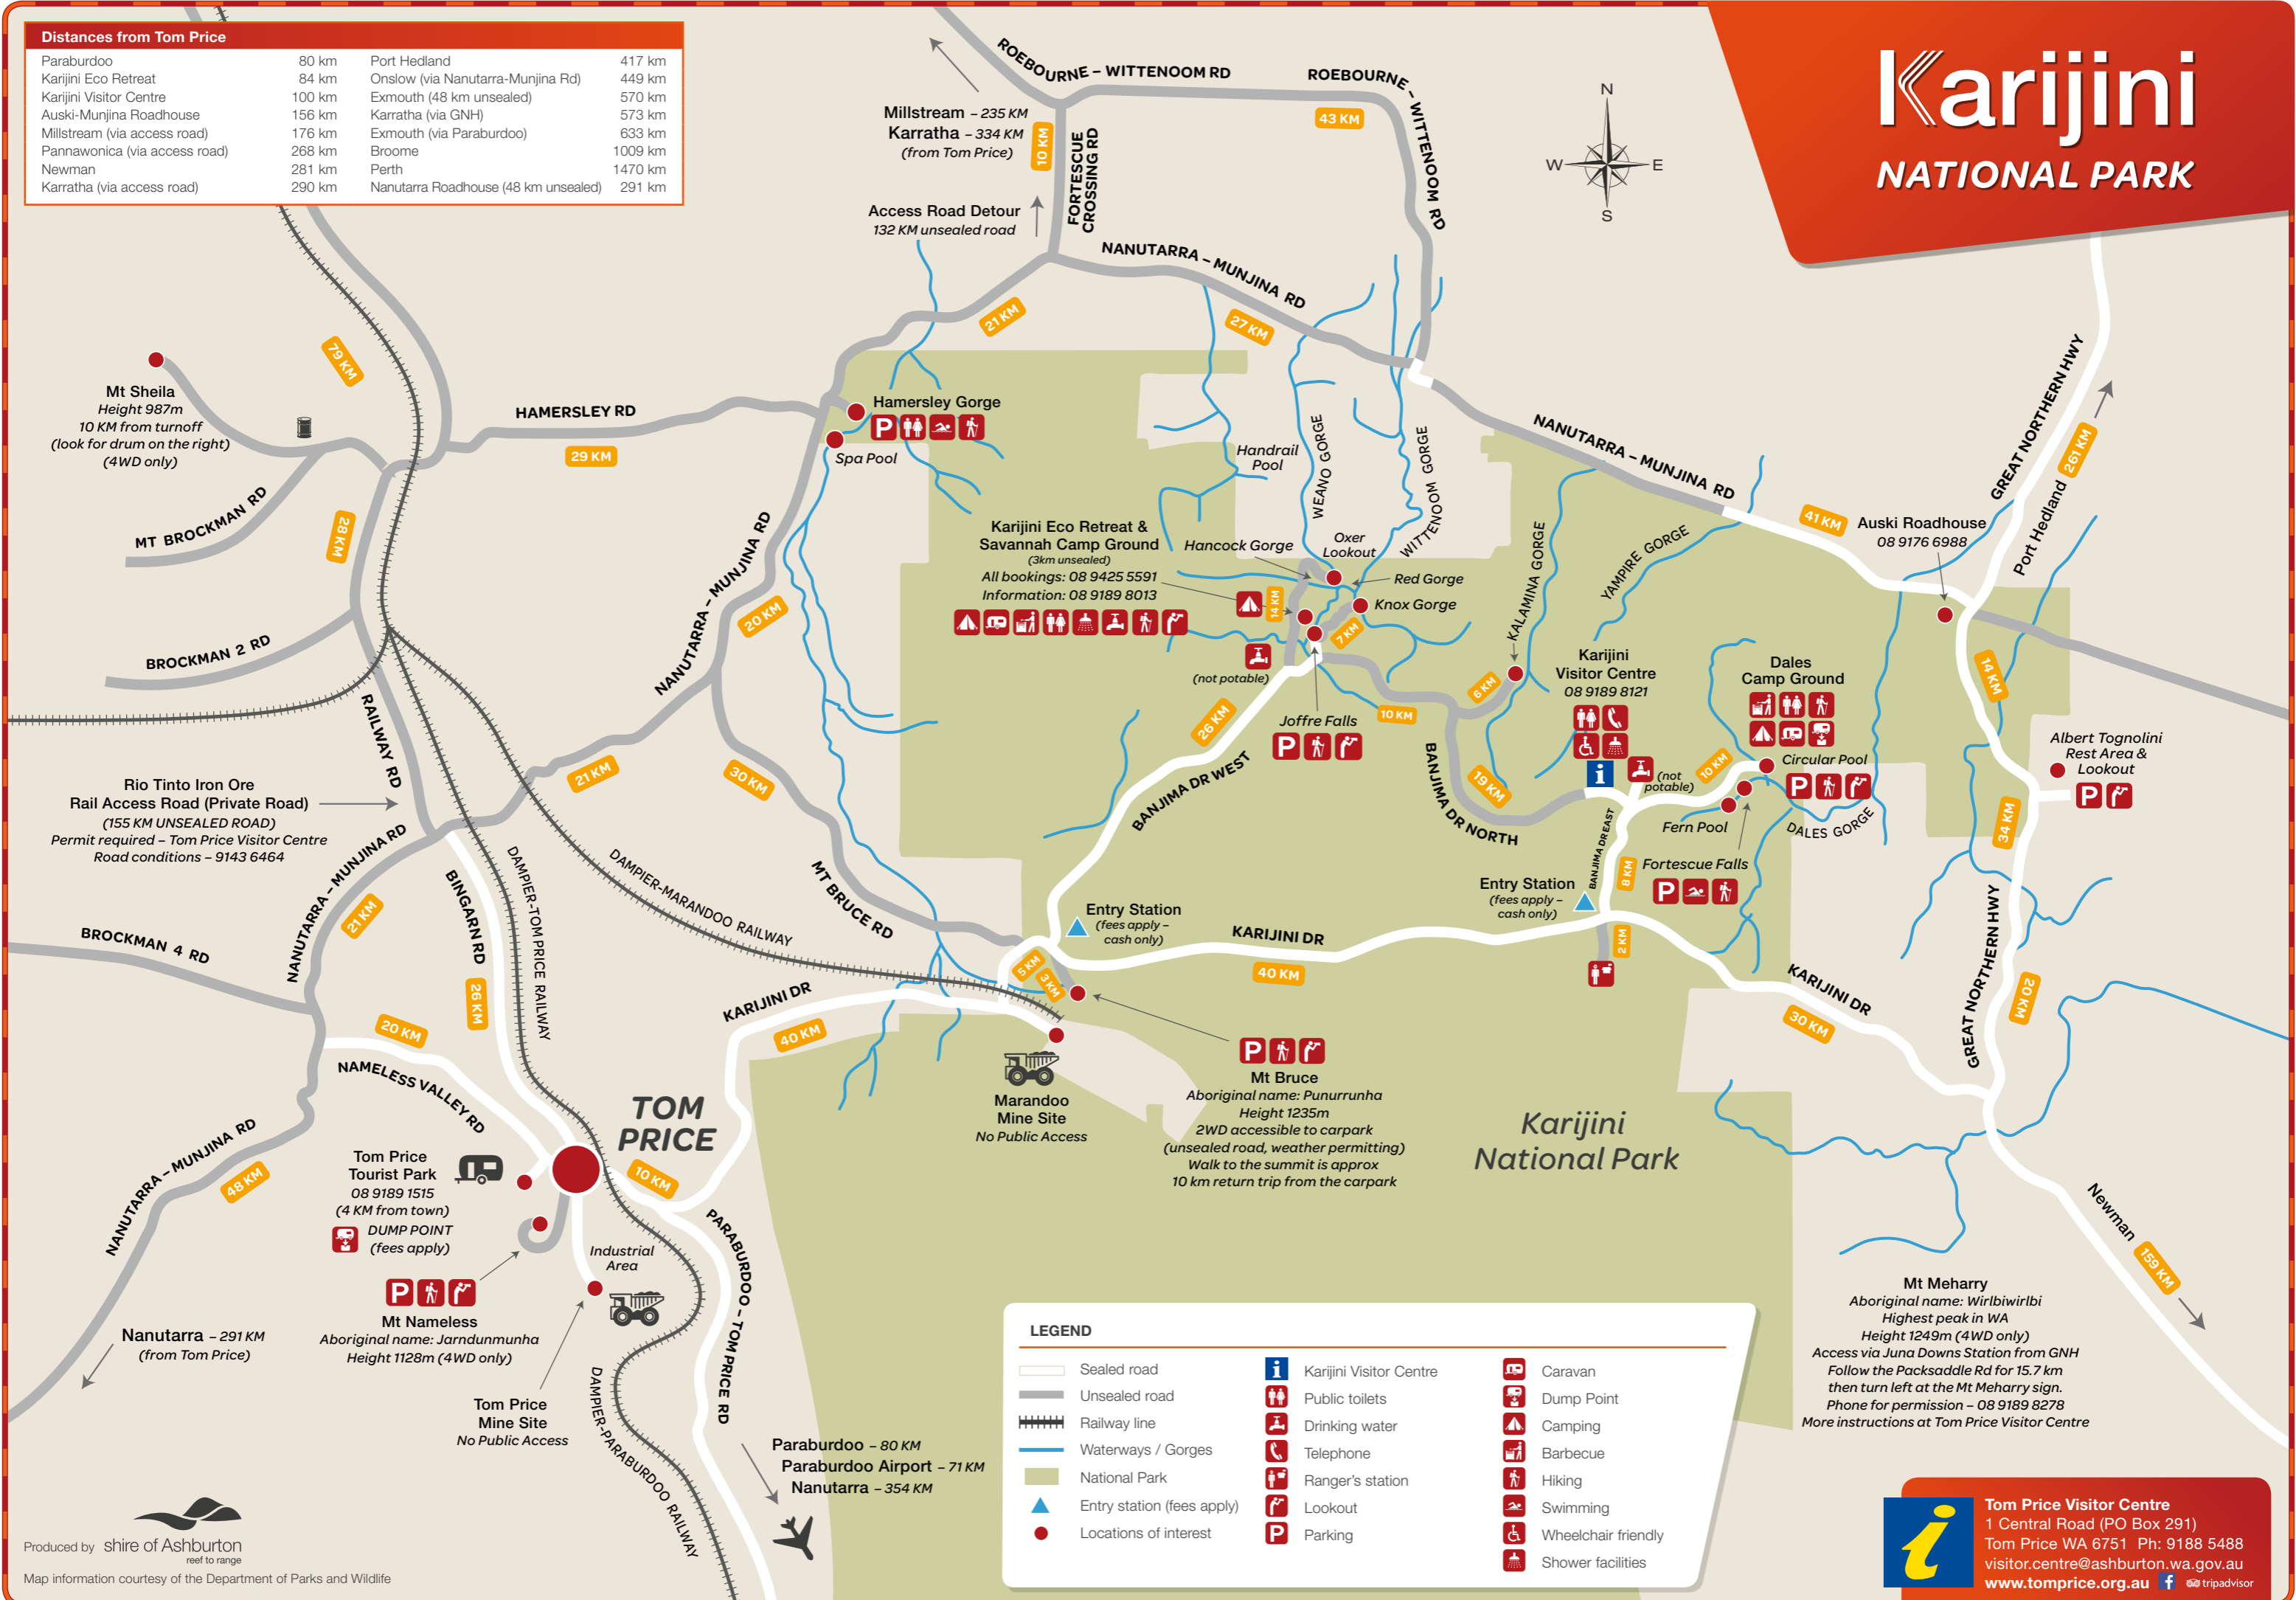 Distances from Tom Price
Paraburdoo 80 km
Karijini Eco Retreat 84 km
Karijini Visitor Centre 100 km
Auski-Munjina Roadhouse 156 km
Millstream (via access road) 176 km
Pannawonica (via access road) 268 km
Newman 281 km
Karratha (via access road) 290 km
Port Hedland 417 km
Onslow (via Nanutarra-Munjina Rd) 449 km
Exmouth (48 km unsealed) 570 km
Karratha (via GNH) 573 km
Exmouth (via Paraburdoo) 633 km
Broome 1009 km
Perth 1470 km
Nanutarra Roadhouse (48 km unsealed) 291 km
Karijini
NATIONAL PARK
N
W
E
S
ROEBOURNE – WITTENOOM RD
ROEBOURNE – WITTENOOM RD
43 KM
Millstream – 235 KM
Karratha – 334 KM
(from Tom Price)
10 KM
FORTESCUE
CROSSING RD
Access Road Detour
132 KM unsealed road
NANUTARRA – MUNJINA RD
21 KM
27 KM
79 KM
Mt Sheila
Height 987m
10 KM from turnoff
(look for drum on the right)
(4WD only)
HAMERSLEY RD
29 KM
Hamersley Gorge
P
Spa Pool
MT BROCKMAN RD
28 KM
BROCKMAN 2 RD
NANUTARRA – MUNJINA RD
20 KM
Handrail
Pool
WEANO GORGE
WITTENOOM GORGE
Karijini Eco Retreat &
Savannah Camp Ground
(3km unsealed)
All bookings: 08 9425 5591
Information: 08 9189 8013
Hancock Gorge
Oxer
Lookout
Red Gorge
Knox Gorge
14 KM
7 KM
(not potable)
Joffre Falls
P
26 KM
10 KM
6 KM
19 KM
BANJIMA DR WEST
BANJIMA DR NORTH
KALAMINA GORGE
YAMPIRE GORGE
NANUTARRA – MUNJINA RD
41 KM
Auski Roadhouse
08 9176 6988
GREAT NORTHERN HWY
Port Hedland
261 KM
Karijini
Visitor Centre
08 9189 8121
i
(not
potable)
Dales
Camp Ground
10 KM
Circular Pool
P
Fern Pool
DALES GORGE
Fortescue Falls
P
BANJIMA DR EAST
8 KM
Entry Station
(fees apply –
cash only)
2 KM
14 KM
Albert Tognolini
Rest Area &
Lookout
P
34 KM
GREAT NORTHERN HWY
20 KM
RAILWAY RD
Rio Tinto Iron Ore
Rail Access Road (Private Road)
(155 KM UNSEALED ROAD)
Permit required – Tom Price Visitor Centre
Road conditions – 9143 6464
21 KM
30 KM
NANUTARRA – MUNJINA RD
21 KM
BINGARN RD
26 KM
DAMPIER–TOM PRICE RAILWAY
DAMPIER–MARANDOO RAILWAY
MT BRUCE RD
Entry Station
(fees apply –
cash only)
KARIJINI DR
40 KM
KARIJINI DR
30 KM
5 KM
3 KM
KARIJINI DR
40 KM
BROCKMAN 4 RD
20 KM
NAMELESS VALLEY RD
TOM
PRICE
10 KM
Marandoo
Mine Site
No Public Access
P
Mt Bruce
Aboriginal name: Punurrunha
Height 1235m
2WD accessible to carpark
(unsealed road, weather permitting)
Walk to the summit is approx
10 km return trip from the carpark
Karijini
National Park
NANUTARRA – MUNJINA RD
48 KM
Tom Price
Tourist Park
08 9189 1515
(4 KM from town)
DUMP POINT
(fees apply)
P
Mt Nameless
Aboriginal name: Jarndunmunha
Height 1128m (4WD only)
Industrial
Area
Tom Price
Mine Site
No Public Access
PARABURDOO – TOM PRICE RD
DAMPIER–PARABURDOO RAILWAY
Nanutarra – 291 KM
(from Tom Price)
Paraburdoo – 80 KM
Paraburdoo Airport – 71 KM
Nanutarra – 354 KM
Newman
159 KM
Mt Meharry
Aboriginal name: Wirlbiwirlbi
Highest peak in WA
Height 1249m (4WD only)
Access via Juna Downs Station from GNH
Follow the Packsaddle Rd for 15.7 km
then turn left at the Mt Meharry sign.
Phone for permission – 08 9189 8278
More instructions at Tom Price Visitor Centre
LEGEND
Sealed road
Unsealed road
Railway line
Waterways / Gorges
National Park
Entry station (fees apply)
Locations of interest
i Karijini Visitor Centre
Public toilets
Drinking water
Telephone
Ranger's station
Lookout
P Parking
Caravan
Dump Point
Camping
Barbecue
Hiking
Swimming
Wheelchair friendly
Shower facilities
Produced by shire of Ashburton
reef to range
Map information courtesy of the Department of Parks and Wildlife
i
Tom Price Visitor Centre
1 Central Road (PO Box 291)
Tom Price WA 6751 Ph: 9188 5488
visitor.centre@ashburton.wa.gov.au
www.tomprice.org.au f tripadvisor